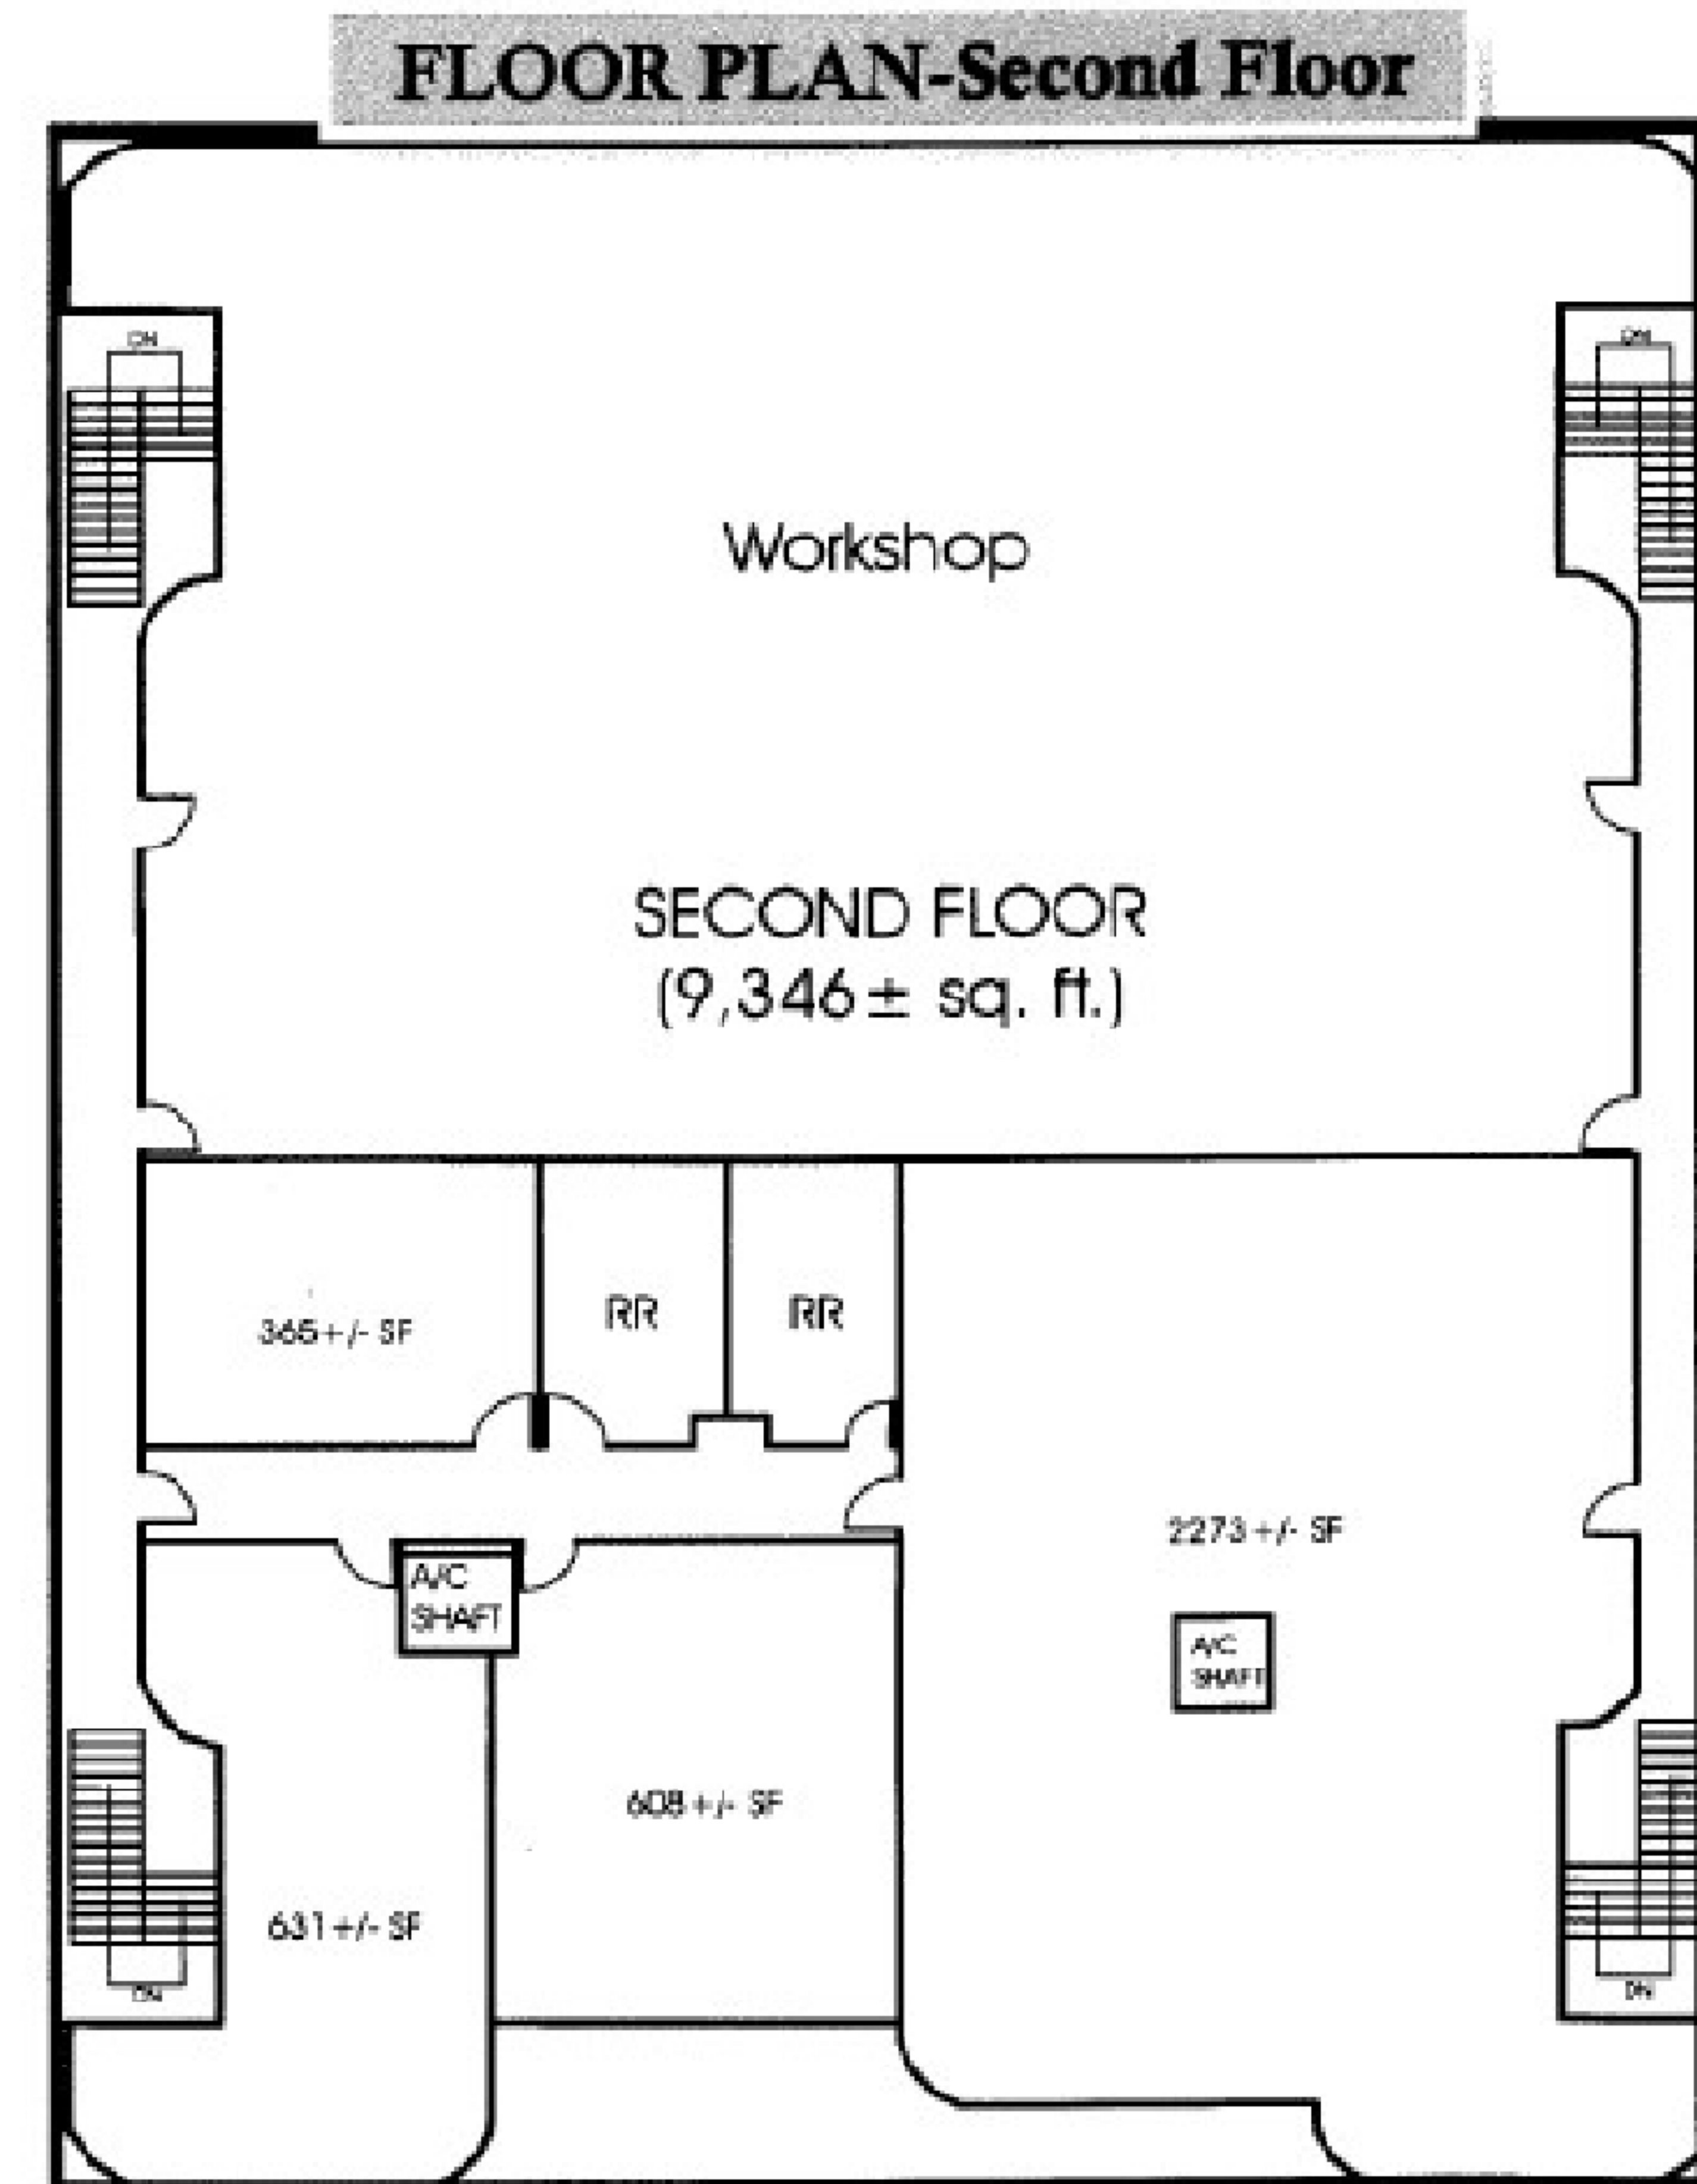 FLOOR PLAN-Second Floor
DN
DN
Workshop
SECOND FLOOR
(9,346± sq. ft.)
365+/- SF
RR
RR
2273+/- SF
A/C
SHAFT
A/C
SHAFT
608+/- SF
631+/- SF
DN
DN